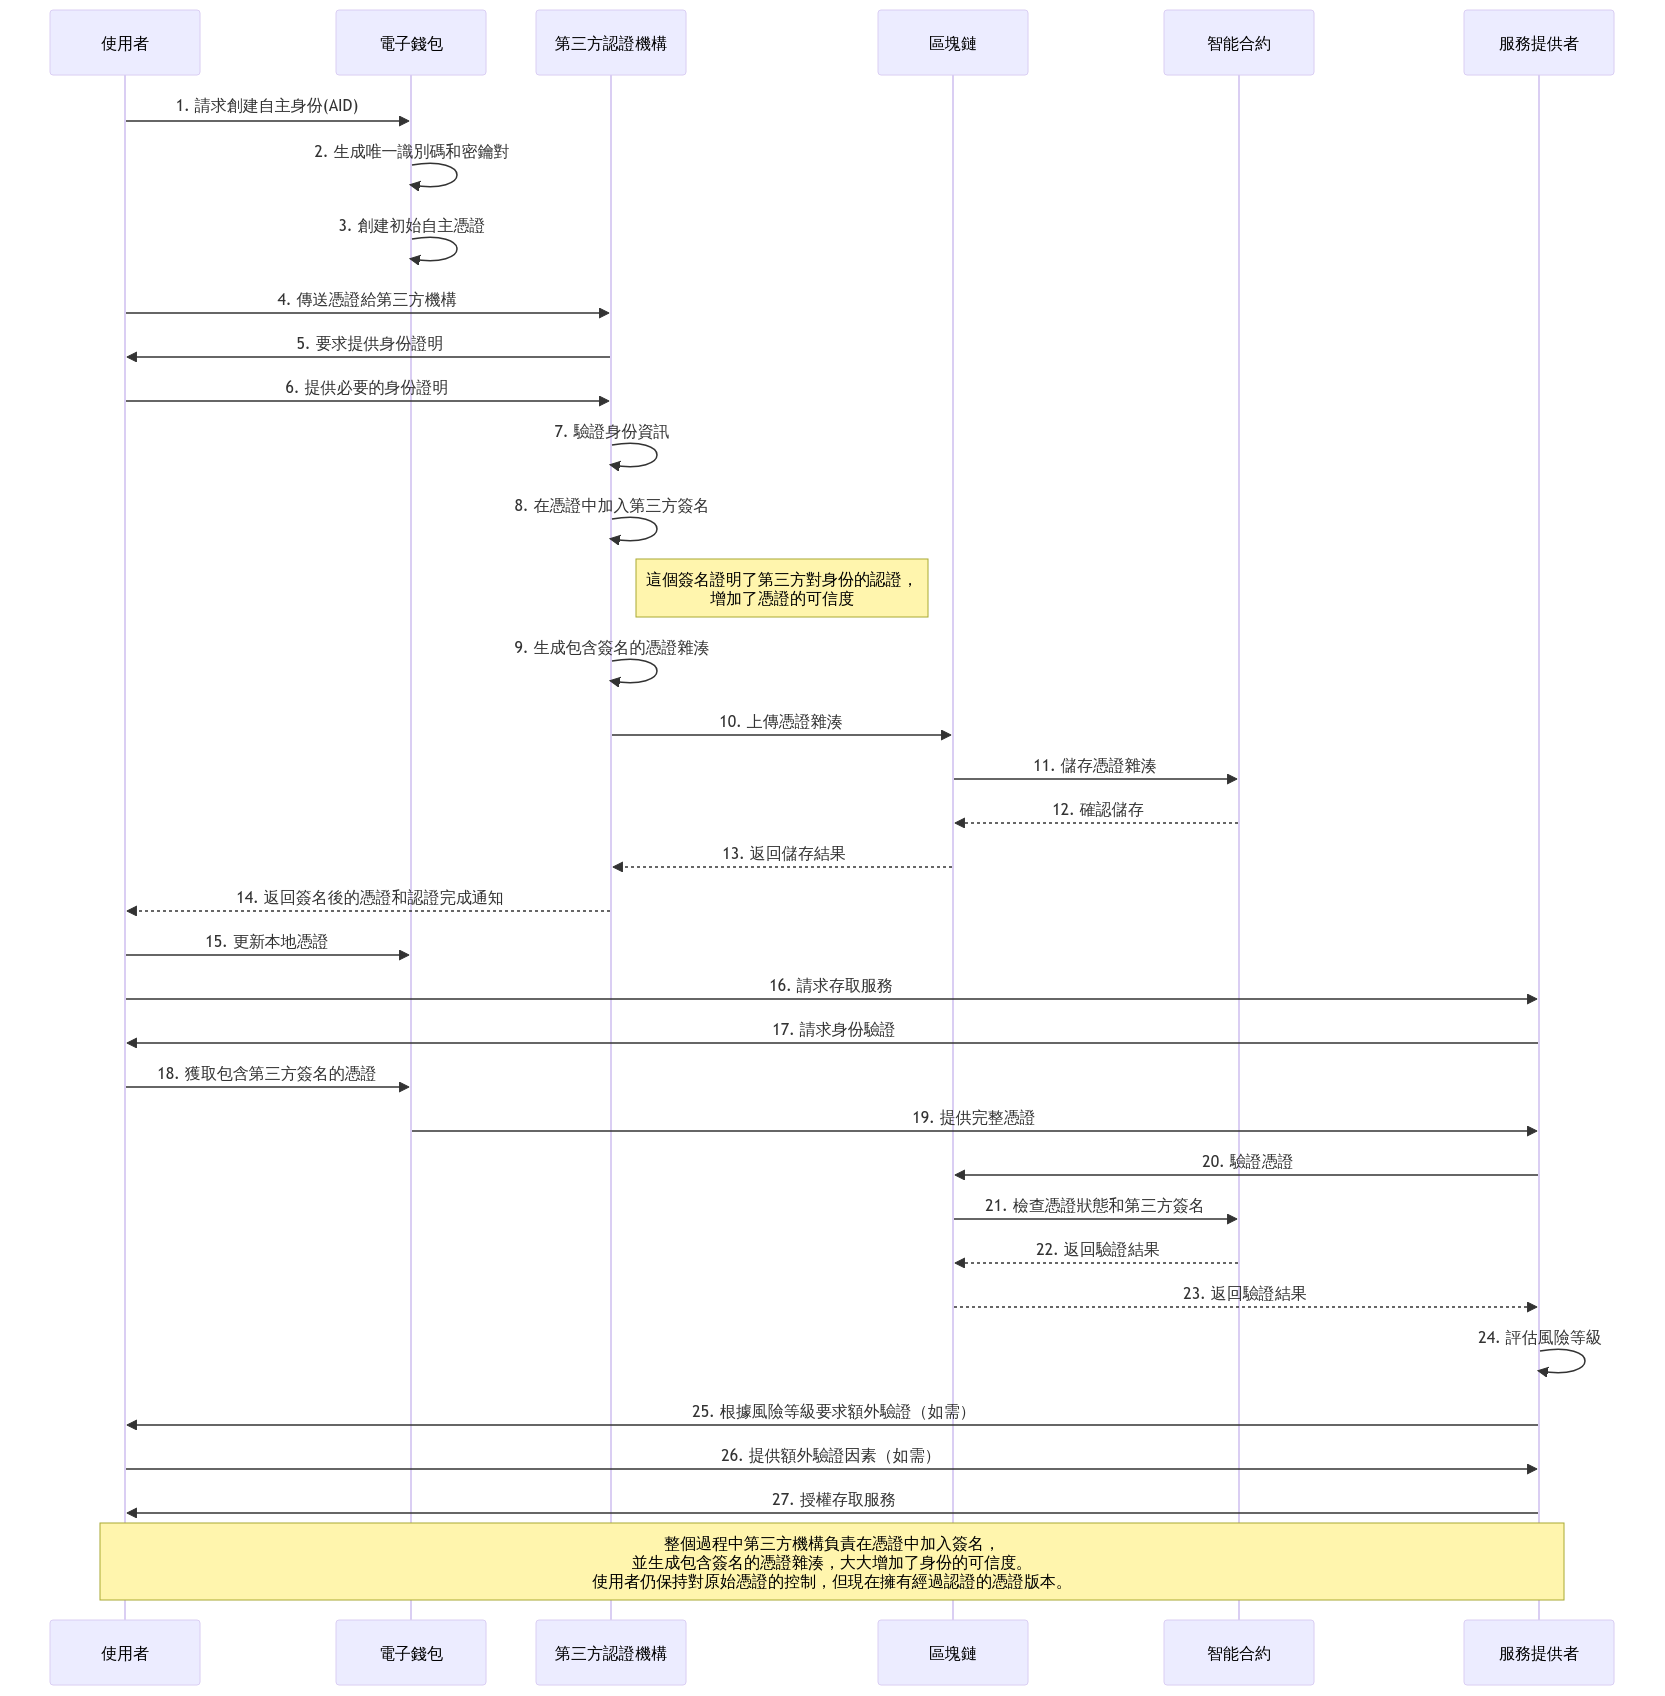 使用者
電子錢包
第三方認證機構
區塊鏈
智能合約
服務提供者
1. 請求創建自主身份(AID)
2. 生成唯一識別碼和密鑰對
3. 創建初始自主憑證
4. 傳送憑證給第三方機構
5. 要求提供身份證明
6. 提供必要的身份證明
7. 驗證身份資訊
8. 在憑證中加入第三方簽名
這個簽名證明了第三方對身份的認證，
增加了憑證的可信度
9. 生成包含簽名的憑證雜湊
10. 上傳憑證雜湊
11. 儲存憑證雜湊
12. 確認儲存
13. 返回儲存結果
14. 返回簽名後的憑證和認證完成通知
15. 更新本地憑證
16. 請求存取服務
17. 請求身份驗證
18. 獲取包含第三方簽名的憑證
19. 提供完整憑證
20. 驗證憑證
21. 檢查憑證狀態和第三方簽名
22. 返回驗證結果
23. 返回驗證結果
24. 評估風險等級
25. 根據風險等級要求額外驗證（如需）
26. 提供額外驗證因素（如需）
27. 授權存取服務
整個過程中第三方機構負責在憑證中加入簽名，
並生成包含簽名的憑證雜湊，大大增加了身份的可信度。
使用者仍保持對原始憑證的控制，但現在擁有經過認證的憑證版本。
使用者
電子錢包
第三方認證機構
區塊鏈
智能合約
服務提供者